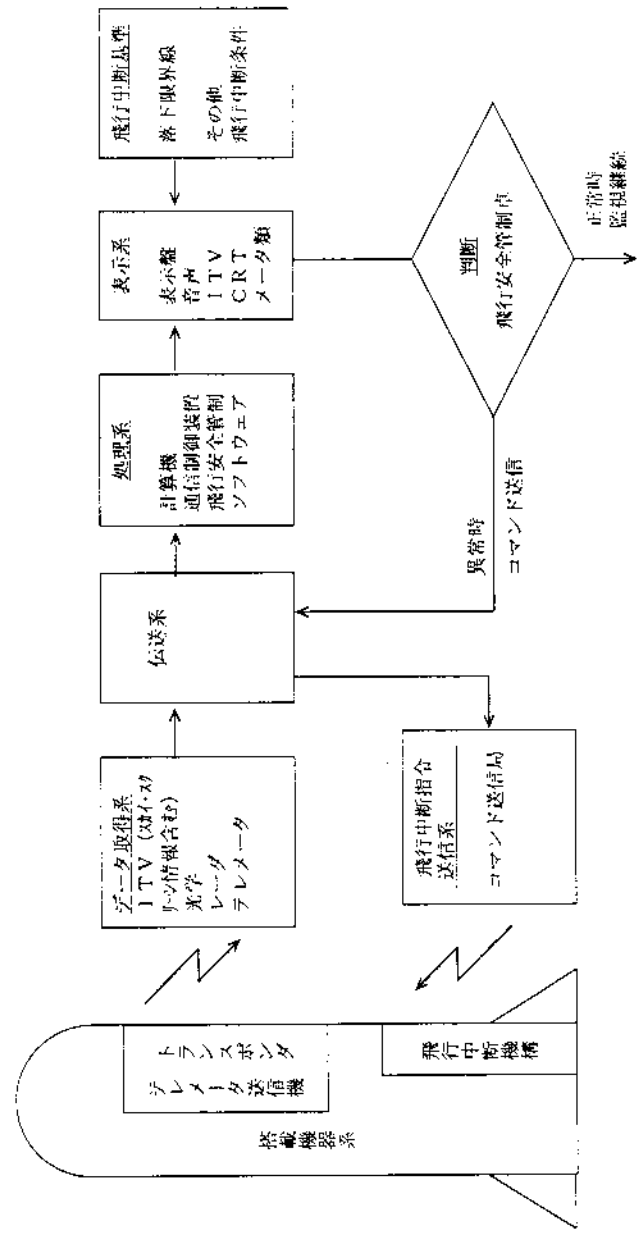 搭載機器系
トランスポンダ
テレメータ送信機
飛行中断機構
データ取得系
ITV (スカイ・スク
リーン情報含む)
光学
レーダ
テレメータ
伝送系
処理系
計算機
通信制御装置
飛行安全管制
ソフトウェア
表示系
表示盤
音声
ITV
CRT
メータ類
飛行中断基準
落下限界線
その他
飛行中断条件
判断
飛行安全管制卓
正常時
監視継続
異常時
コマンド送信
飛行中断指令
送信系
コマンド送信局